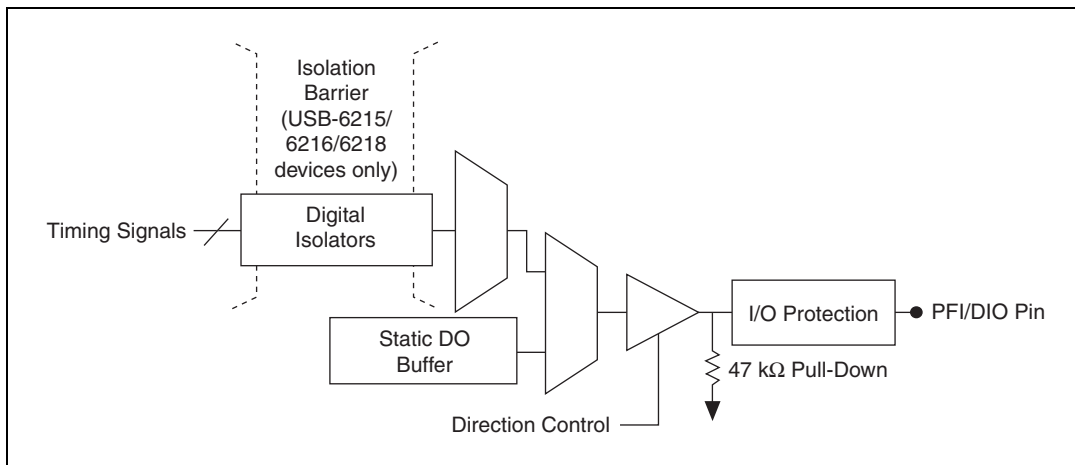 Isolation
Barrier
(USB-6215/
6216/6218
devices only)
Timing Signals
Digital
Isolators
Static DO
Buffer
I/O Protection
PFI/DIO Pin
47 kΩ Pull-Down
Direction Control